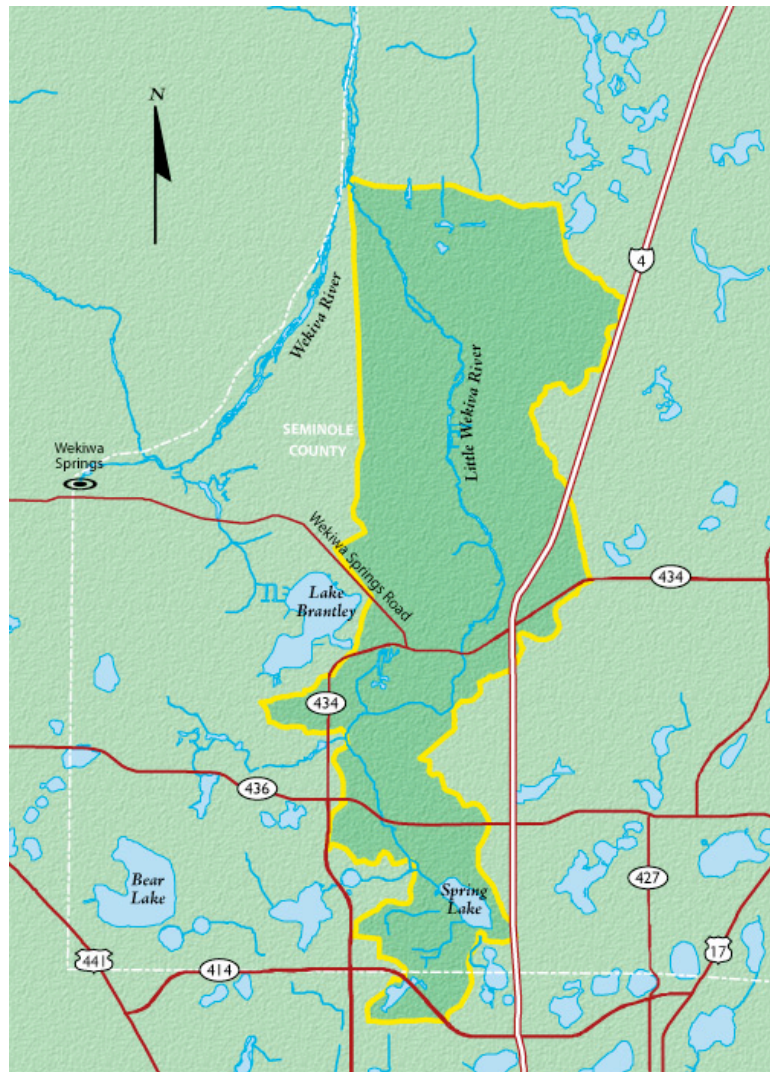 N
4
Wekiva River
Little Wekiva River
SEMINOLE
COUNTY
Wekiwa
Springs
Wekiwa Springs Road
434
Lake
Brantley
434
436
Bear
Lake
Spring
Lake
427
17
441
414